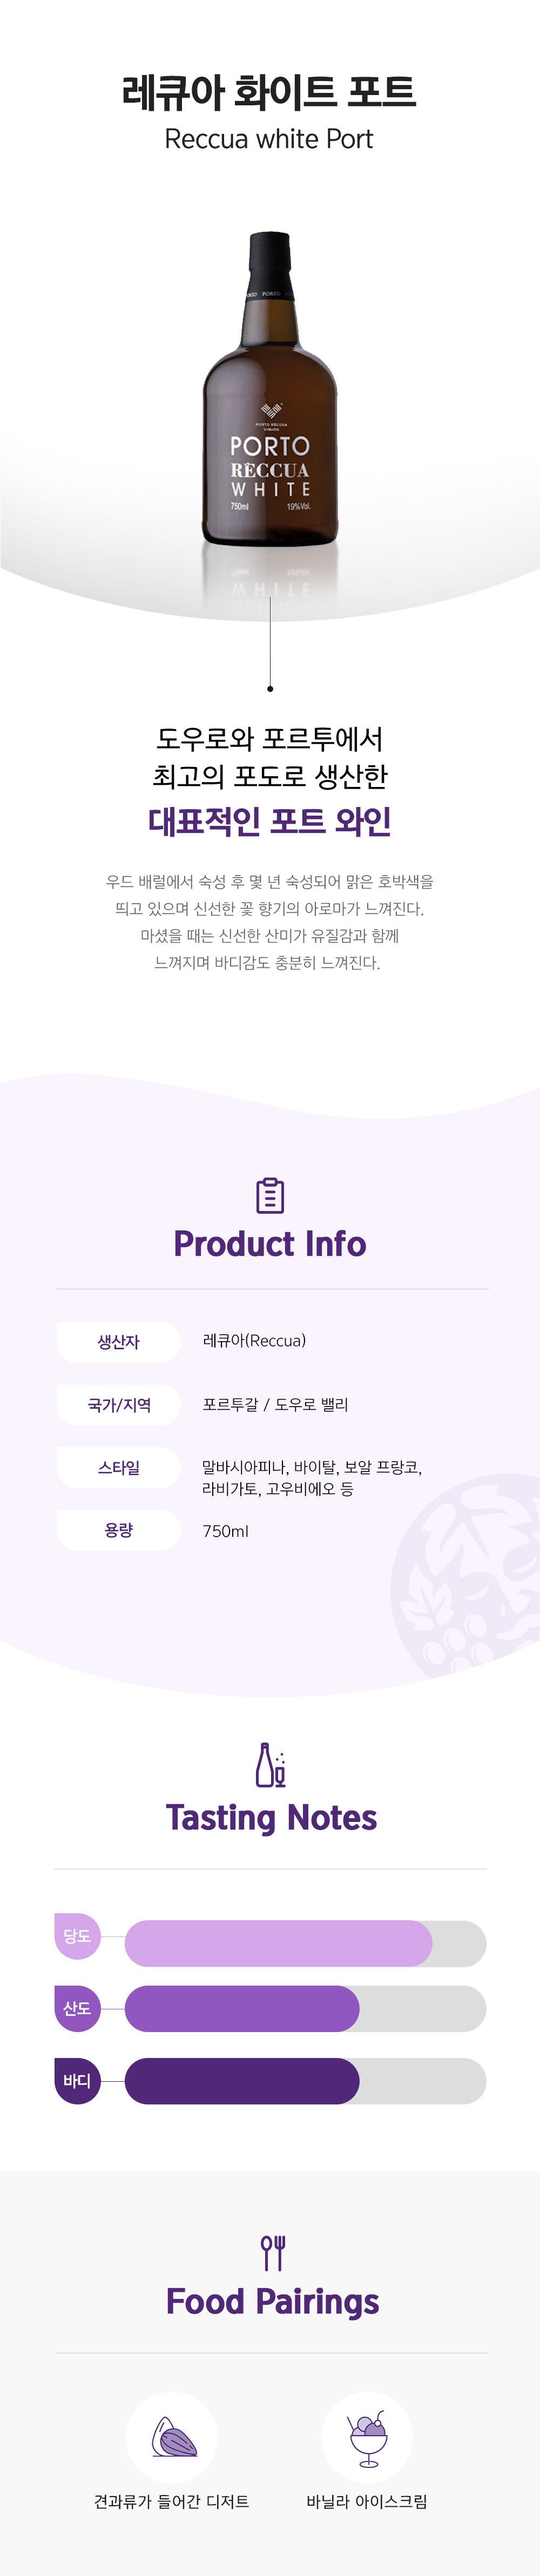 레큐아 화이트 포트
Reccua white Port
PORTO
PORTO RÉCCUA
VINHOS
PORTO
RÈCCUA
WHITE
750ml 19%Vol.
도우로와 포르투에서
최고의 포도로 생산한
대표적인 포트 와인
우드 배럴에서 숙성 후 몇 년 숙성되어 맑은 호박색을
띄고 있으며 신선한 꽃 향기의 아로마가 느껴진다.
마셨을 때는 신선한 산미가 유질감과 함께
느껴지며 바디감도 충분히 느껴진다.
Product Info
생산자 레큐아(Reccua)
국가/지역 포르투갈 / 도우로 밸리
스타일 말바시아피나, 바이탈, 보알 프랑코,
라비가토, 고우비에오 등
용량 750ml
Tasting Notes
당도
산도
바디
Food Pairings
견과류가 들어간 디저트 바닐라 아이스크림